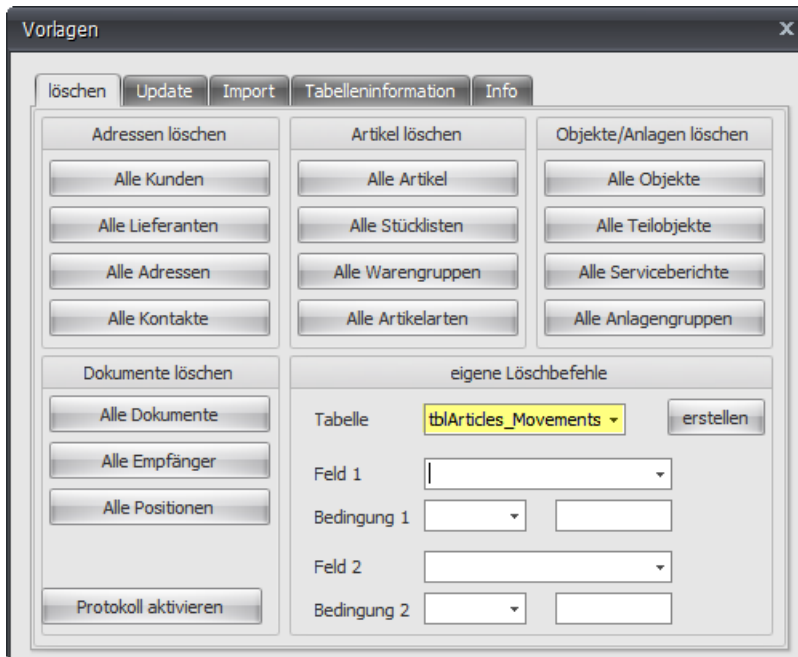 Vorlagen x
löschen Update Import Tabelleninformation Info
Adressen löschen
Alle Kunden
Alle Lieferanten
Alle Adressen
Alle Kontakte
Artikel löschen
Alle Artikel
Alle Stücklisten
Alle Warengruppen
Alle Artikelarten
Objekte/Anlagen löschen
Alle Objekte
Alle Teilobjekte
Alle Serviceberichte
Alle Anlagengruppen
Dokumente löschen
Alle Dokumente
Alle Empfänger
Alle Positionen
Protokoll aktivieren
eigene Löschbefehle
Tabelle tblArticles_Movements erstellen
Feld 1
Bedingung 1
Feld 2
Bedingung 2